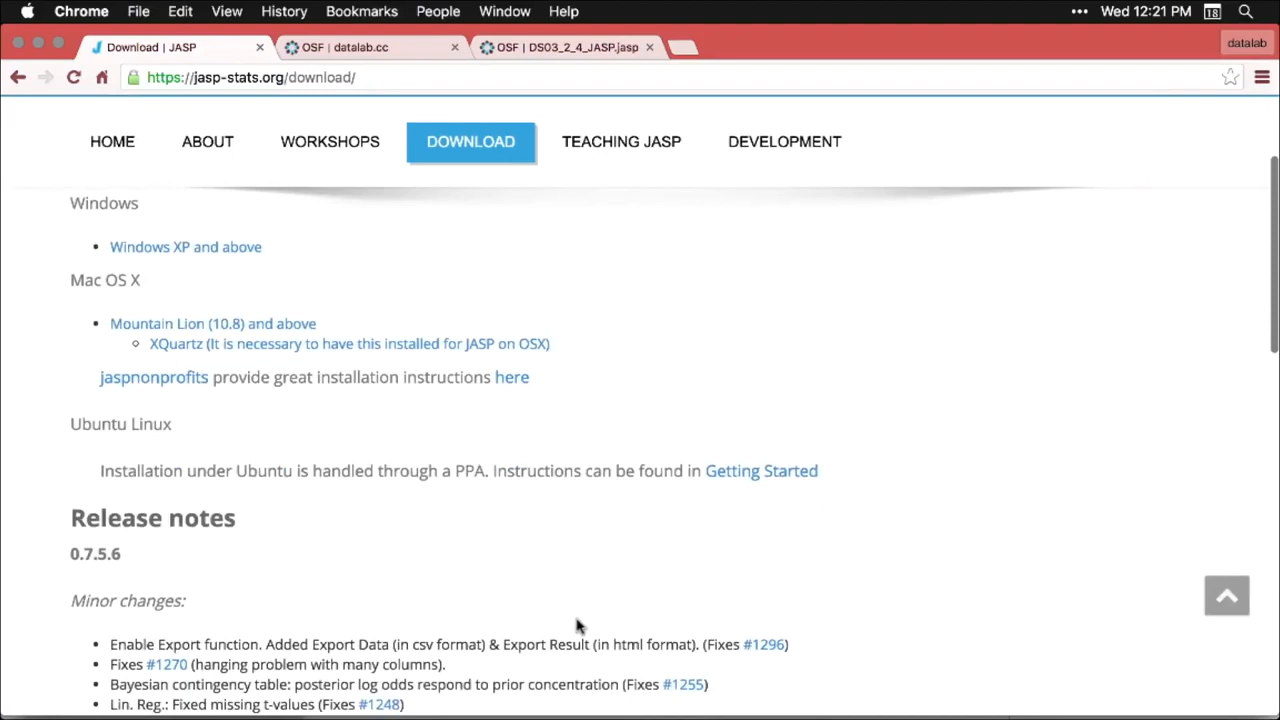 Chrome File Edit View History Bookmarks People Window Help ••• Wed 12:21 PM 18
Download | JASP × OSF | datalab.cc × OSF | DS03_2_4_JASP.jasp × datalab
https://jasp-stats.org/download/
HOME ABOUT WORKSHOPS DOWNLOAD TEACHING JASP DEVELOPMENT
Windows
• Windows XP and above
Mac OS X
• Mountain Lion (10.8) and above
○ XQuartz (It is necessary to have this installed for JASP on OSX)
jaspnonprofits provide great installation instructions here
Ubuntu Linux
Installation under Ubuntu is handled through a PPA. Instructions can be found in Getting Started
Release notes
0.7.5.6
Minor changes:
• Enable Export function. Added Export Data (in csv format) & Export Result (in html format). (Fixes #1296)
• Fixes #1270 (hanging problem with many columns).
• Bayesian contingency table: posterior log odds respond to prior concentration (Fixes #1255)
• Lin. Reg.: Fixed missing t-values (Fixes #1248)